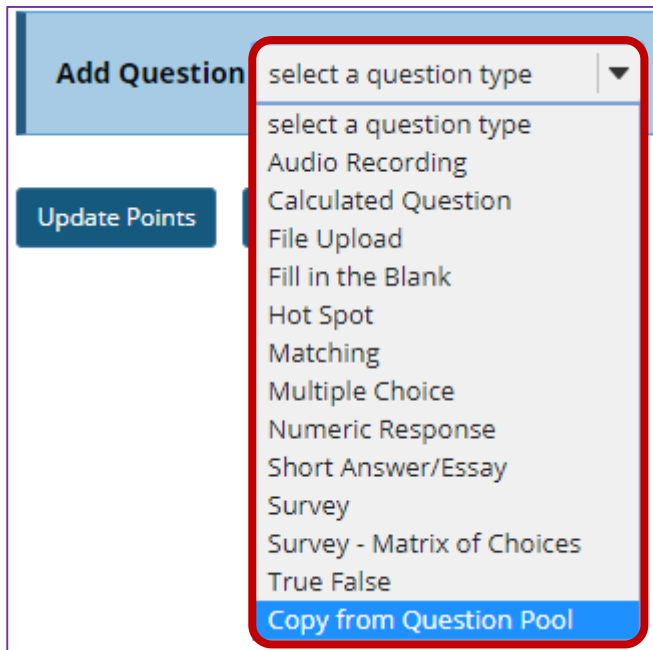 Add Question select a question type
select a question type
Audio Recording
Calculated Question
Update Points
File Upload
Fill in the Blank
Hot Spot
Matching
Multiple Choice
Numeric Response
Short Answer/Essay
Survey
Survey - Matrix of Choices
True False
Copy from Question Pool